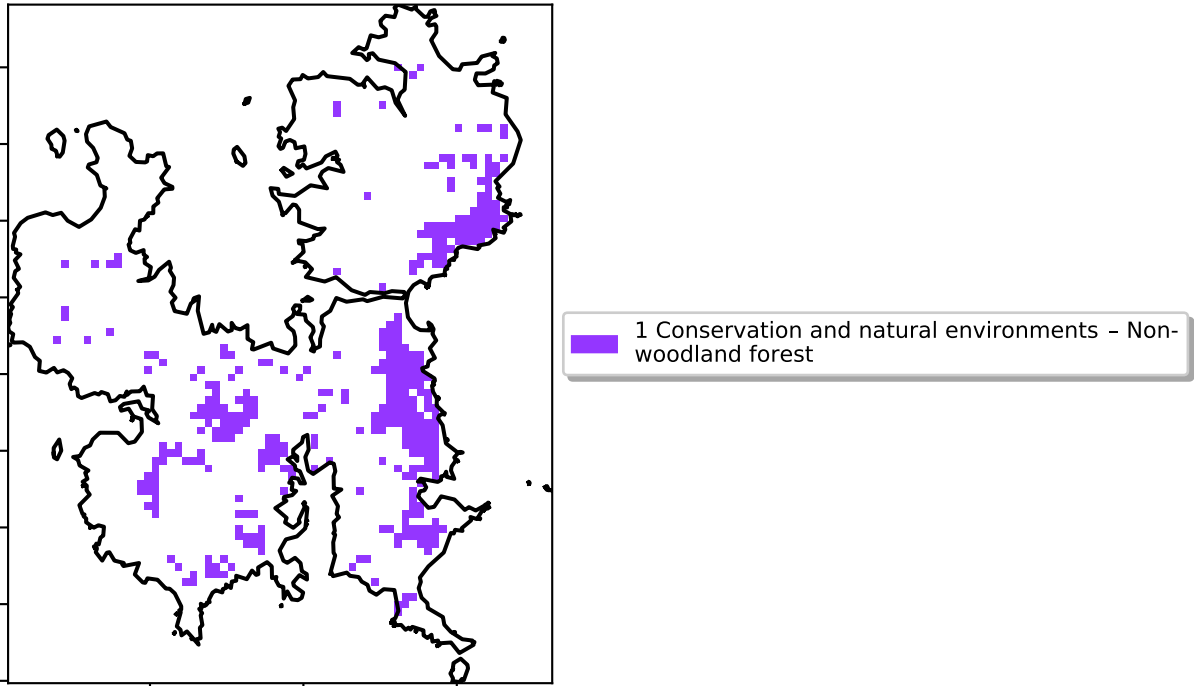 1 Conservation and natural environments – Non-
woodland forest